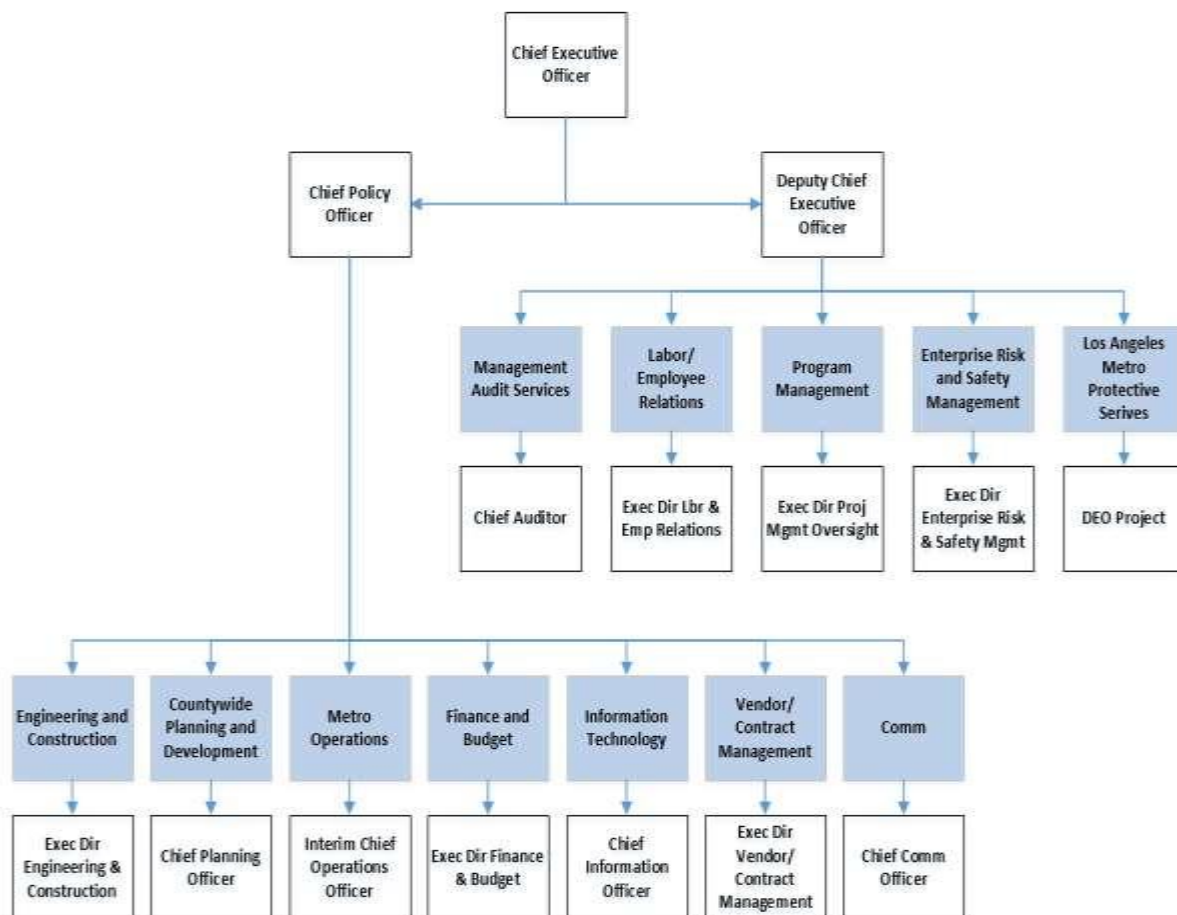 Chief Executive
Officer
Chief Policy
Officer
Deputy Chief
Executive
Officer
Management
Audit Services
Labor/
Employee
Relations
Program
Management
Enterprise Risk
and Safety
Management
Los Angeles
Metro
Protective
Serives
Chief Auditor
Exec Dir Lbr &
Emp Relations
Exec Dir Proj
Mgmt Oversight
Exec Dir
Enterprise Risk
& Safety Mgmt
DEO Project
Engineering and
Construction
Countywide
Planning and
Development
Metro
Operations
Finance and
Budget
Information
Technology
Vendor/
Contract
Management
Comm
Exec Dir
Engineering &
Construction
Chief Planning
Officer
Interim Chief
Operations
Officer
Exec Dir Finance
& Budget
Chief
Information
Officer
Exec Dir
Vendor/
Contract
Management
Chief Comm
Officer